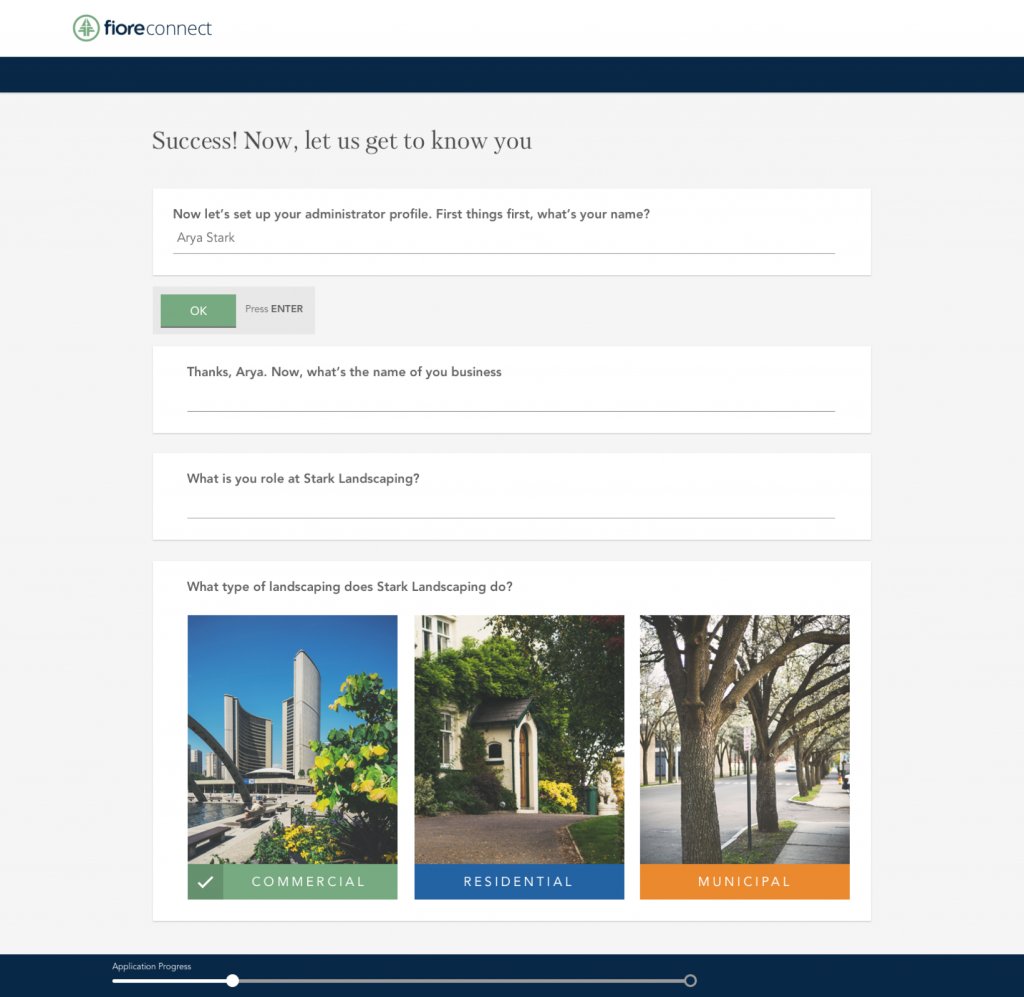 fioreconnect
Success! Now, let us get to know you
Now let’s set up your administrator profile. First things first, what’s your name?
Arya Stark
OK Press ENTER
Thanks, Arya. Now, what’s the name of you business
What is you role at Stark Landscaping?
What type of landscaping does Stark Landscaping do?
COMMERCIAL RESIDENTIAL MUNICIPAL
Application Progress